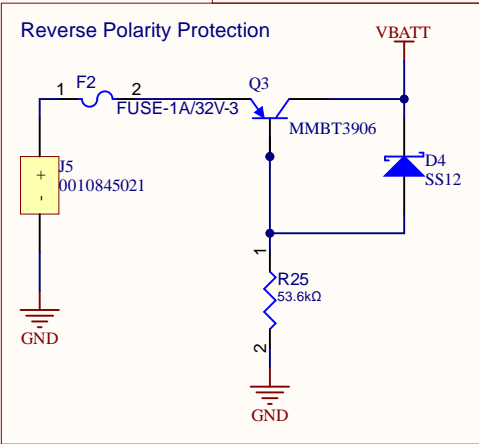 Reverse Polarity Protection
VBATT
1 F2 2
FUSE-1A/32V-3
Q3
MMBT3906
J5
0010845021
+
-
D4
SS12
1
R25
53.6kΩ
2
GND
GND